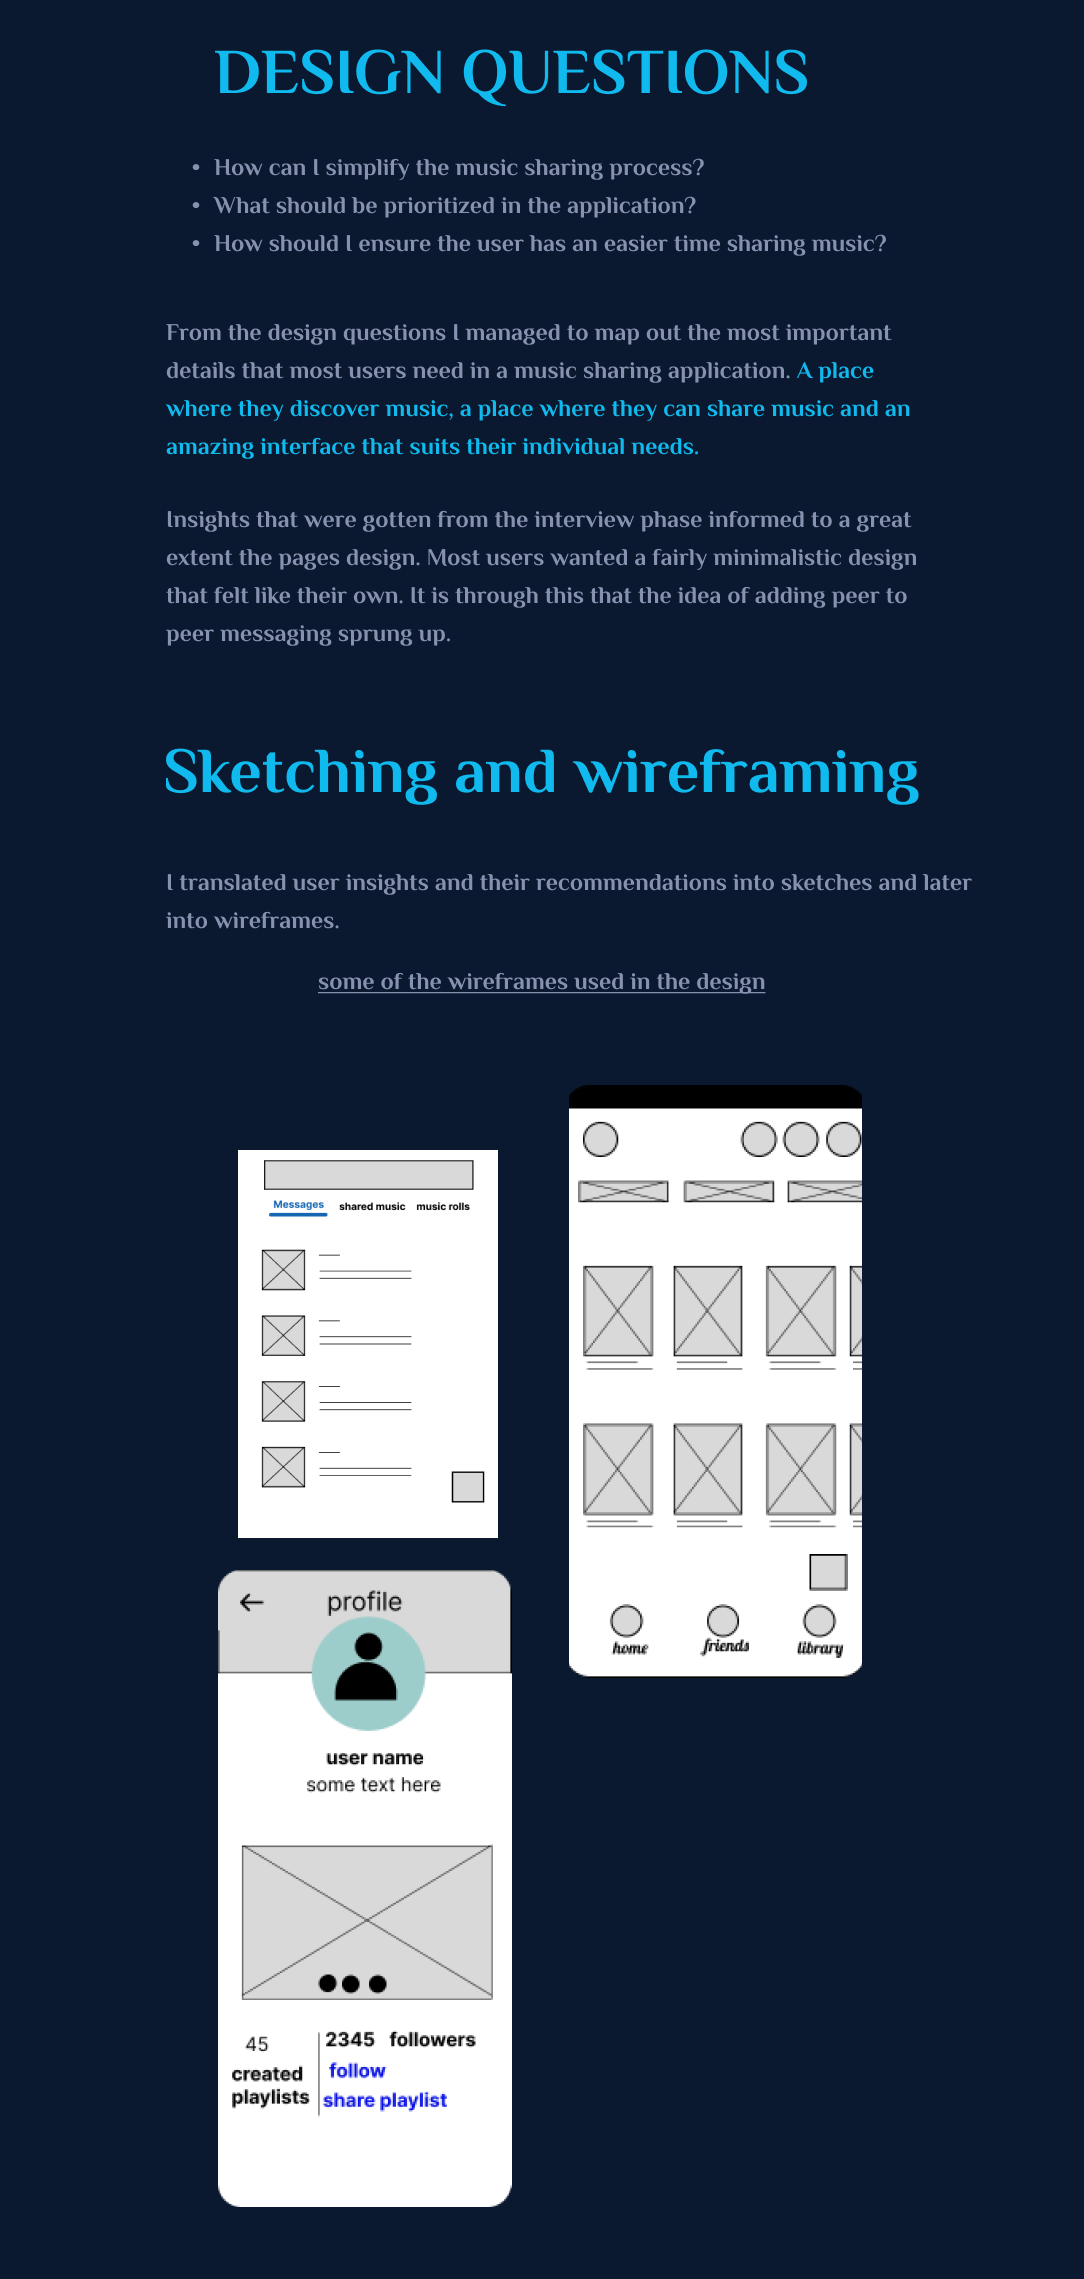 DESIGN QUESTIONS
• How can I simplify the music sharing process?
• What should be prioritized in the application?
• How should I ensure the user has an easier time sharing music?
From the design questions I managed to map out the most important
details that most users need in a music sharing application. A place
where they discover music, a place where they can share music and an
amazing interface that suits their individual needs.
Insights that were gotten from the interview phase informed to a great
extent the pages design. Most users wanted a fairly minimalistic design
that felt like their own. It is through this that the idea of adding peer to
peer messaging sprung up.
Sketching and wireframing
I translated user insights and their recommendations into sketches and later
into wireframes.
some of the wireframes used in the design
Messages shared music music rolls
home friends library
profile
user name
some text here
45
created
playlists
2345 followers
follow
share playlist